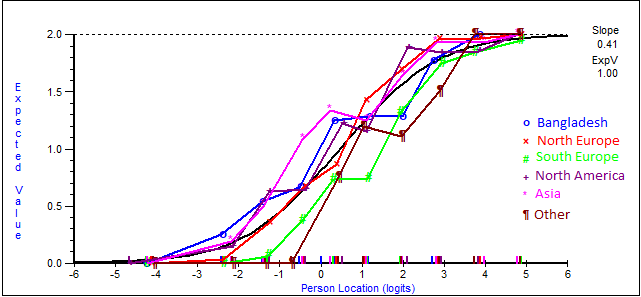 Slope
0.41
ExpV
1.00
Expected Value
2.0
1.5
1.0
0.5
0.0
o Bangladesh
× North Europe
# South Europe
+ North America
* Asia
¶ Other
-6 -5 -4 -3 -2 -1 0 1 2 3 4 5 6
Person Location (logits)